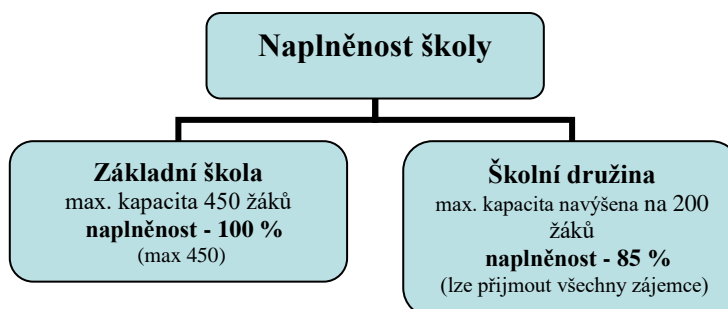 Naplněnost školy
Základní škola
max. kapacita 450 žáků
naplněnost - 100 %
(max 450)
Školní družina
max. kapacita navýšena na 200
žáků
naplněnost - 85 %
(lze přijmout všechny zájemce)